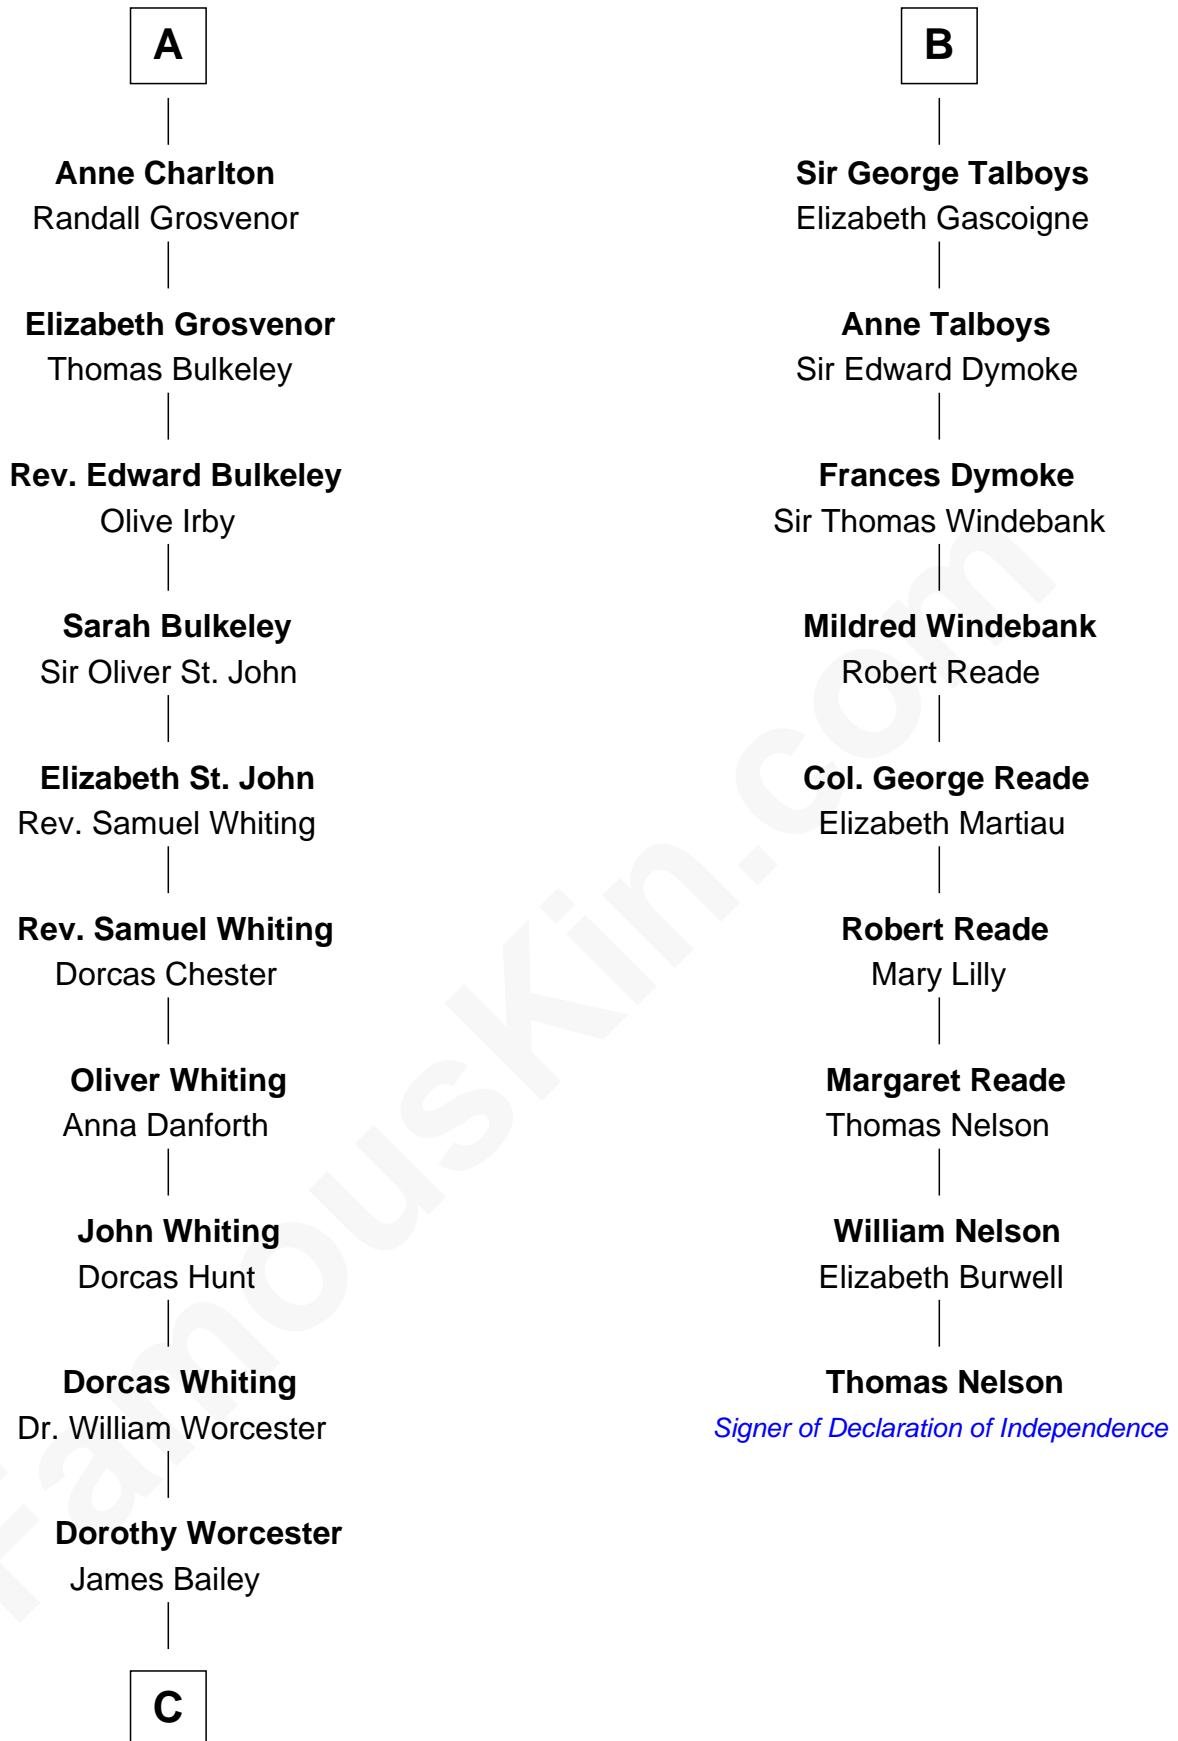 A
Anne Charlton
Randall Grosvenor
Elizabeth Grosvenor
Thomas Bulkeley
Rev. Edward Bulkeley
Olive Irby
Sarah Bulkeley
Sir Oliver St. John
Elizabeth St. John
Rev. Samuel Whiting
Rev. Samuel Whiting
Dorcas Chester
Oliver Whiting
Anna Danforth
John Whiting
Dorcas Hunt
Dorcas Whiting
Dr. William Worcester
Dorothy Worcester
James Bailey
C
B
Sir George Talboys
Elizabeth Gascoigne
Anne Talboys
Sir Edward Dymoke
Frances Dymoke
Sir Thomas Windebank
Mildred Windebank
Robert Reade
Col. George Reade
Elizabeth Martiau
Robert Reade
Mary Lilly
Margaret Reade
Thomas Nelson
William Nelson
Elizabeth Burwell
Thomas Nelson
Signer of Declaration of Independence
FamousKin.com